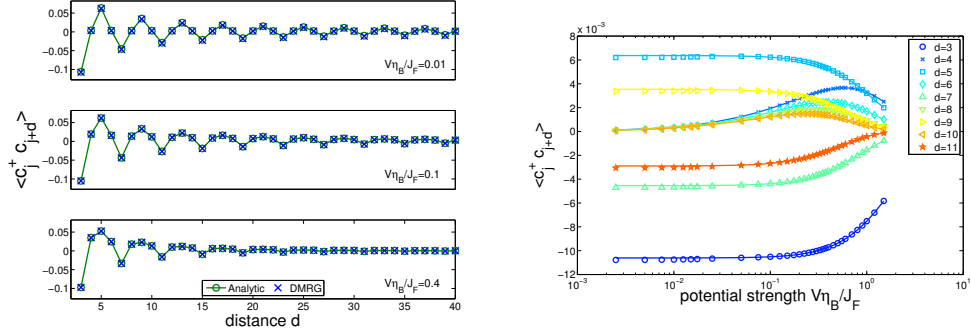 0.05
0
−0.05
−0.1
Vη_B/J_F=0.01
0.05
0
−0.05
−0.1
Vη_B/J_F=0.1
<c_j^+ c_{j+d}>
0.05
0
−0.05
−0.1
Vη_B/J_F=0.4
Analytic
DMRG
5 10 15 20 25 30 35 40
distance d
x 10^−3
8
6
4
2
0
−2
−4
−6
−8
−10
−12
<c_j^+ c_{j+d}>
d=3
d=4
d=5
d=6
d=7
d=8
d=9
d=10
d=11
10^−3 10^−2 10^−1 10^0 10^1
potential strength Vη_B/J_F